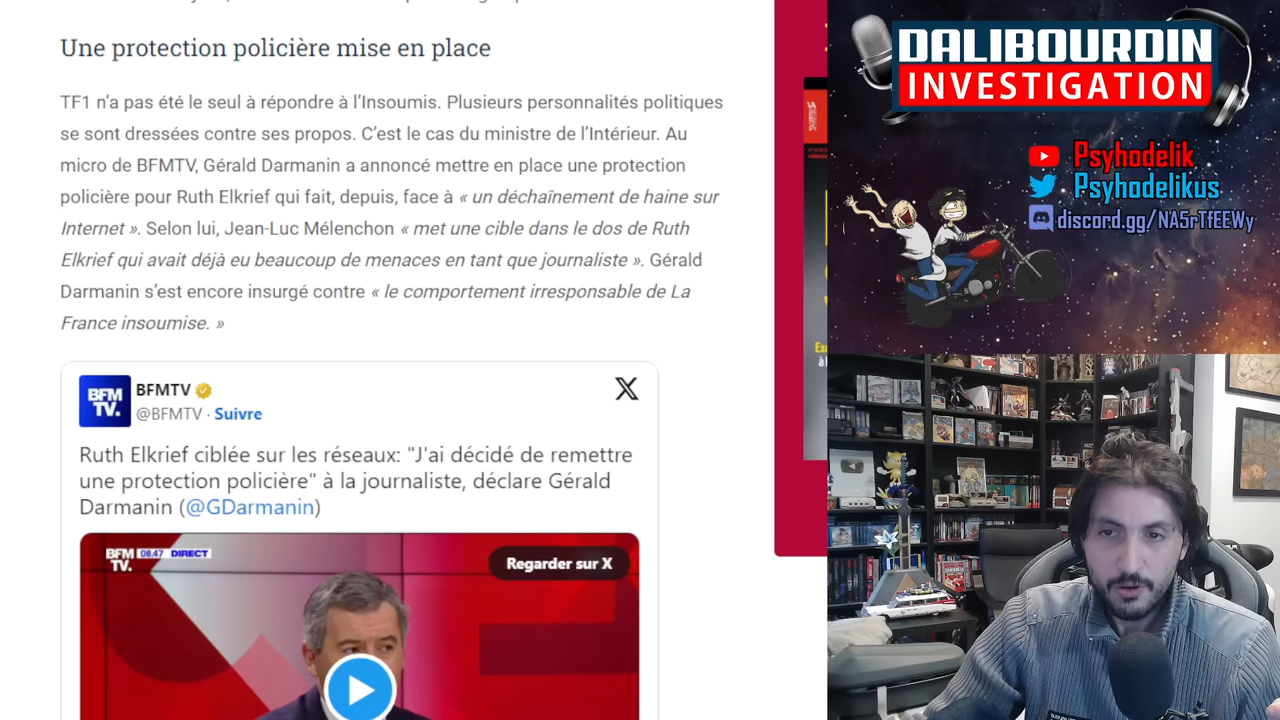 Une protection policière mise en place
TF1 n'a pas été le seul à répondre à l'Insoumis. Plusieurs personnalités politiques
se sont dressées contre ses propos. C'est le cas du ministre de l'Intérieur. Au
micro de BFMTV, Gérald Darmanin a annoncé mettre en place une protection
policière pour Ruth Elkrief qui fait, depuis, face à « un déchaînement de haine sur
Internet ». Selon lui, Jean-Luc Mélenchon « met une cible dans le dos de Ruth
Elkrief qui avait déjà eu beaucoup de menaces en tant que journaliste ». Gérald
Darmanin s'est encore insurgé contre « le comportement irresponsable de La
France insoumise. »
BFM
TV.
BFMTV
@BFMTV · Suivre
Ruth Elkrief ciblée sur les réseaux: "J'ai décidé de remettre
une protection policière" à la journaliste, déclare Gérald
Darmanin (@GDarmanin)
BFM
TV.
08.47 DIRECT
Regarder sur X
DALIBOURDIN
INVESTIGATION
Psyhodelik
Psyhodelikus
discord.gg/NA5rTfEEWy